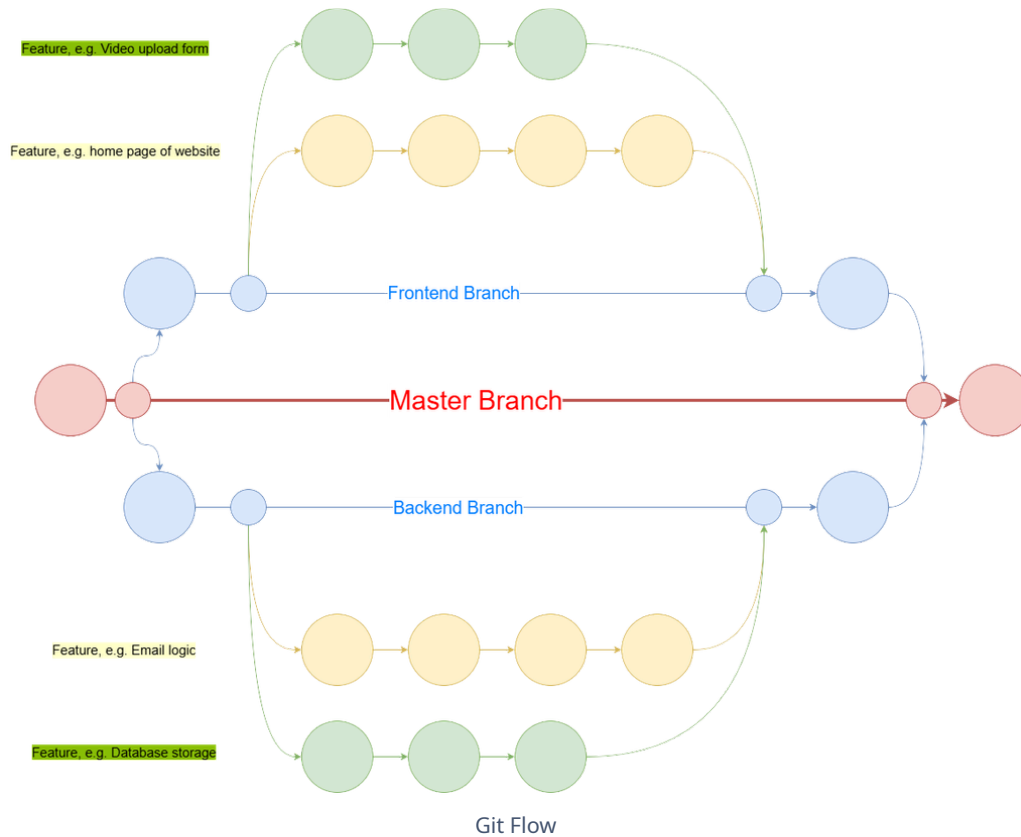 Feature, e.g. Video upload form
Feature, e.g. home page of website
Frontend Branch
Master Branch
Backend Branch
Feature, e.g. Email logic
Feature, e.g. Database storage
Git Flow